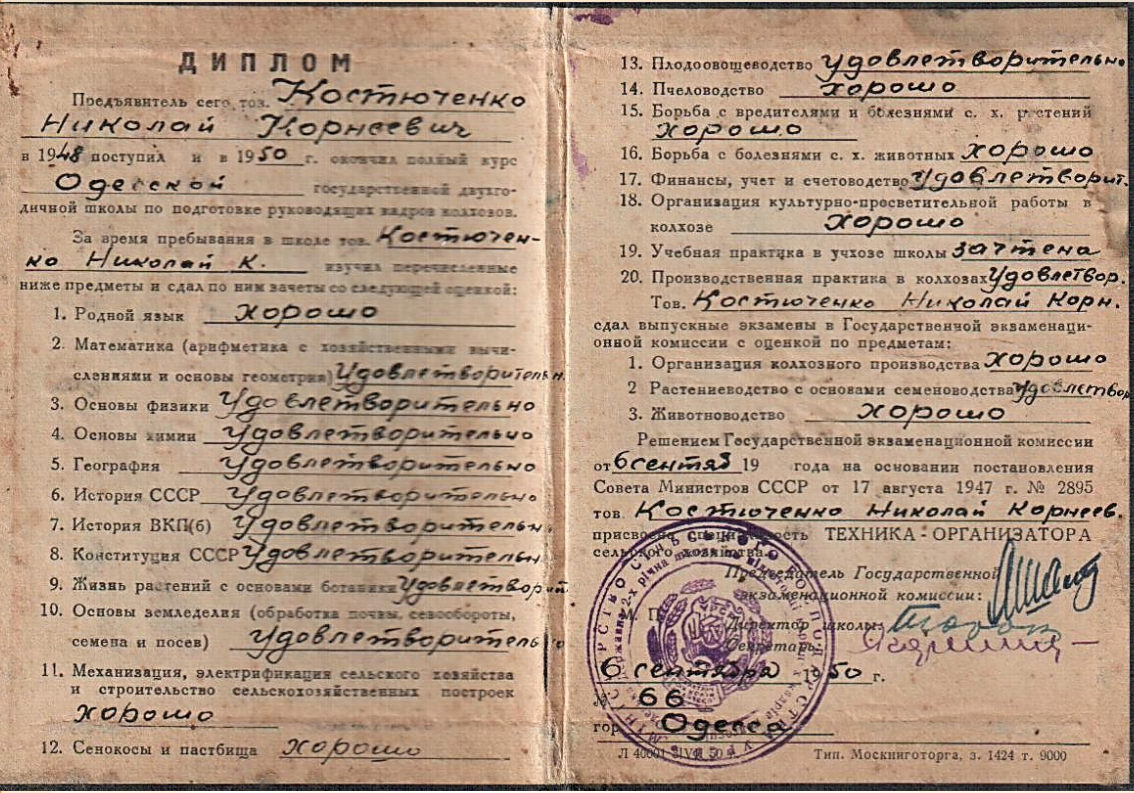 ДИПЛОМ
Предъявитель сего тов. Костюченко
Николай Корнеевич
в 1948 поступил и в 1950 г. окончил полный курс
Одесской государственной двухго-
дичной школы по подготовке руководящих кадров колхозов.
За время пребывания в школе тов. Костючен-
ко Николай К. изучил перечисленные
ниже предметы и сдал по ним зачеты со следующей оценкой:
1. Родной язык хорошо
2. Математика (арифметика с хозяйственными вычи-
слениями и основы геометрии) Удовлетворительн.
3. Основы физики Удовлетворительно
4. Основы химии Удовлетворительно
5. География Удовлетворительно
6. История СССР Удовлетворительно
7. История ВКП(б) Удовлетворительн.
8. Конституция СССР Удовлетворительн.
9. Жизнь растений с основами ботаники Удовлетворит
10. Основы земледелия (обработка почвы, севообороты,
семена и посев) Удовлетворительно
11. Механизация, электрификация сельского хозяйства
и строительство сельскохозяйственных построек
хорошо
12. Сенокосы и пастбища хорошо
13. Плодоовощеводство удовлетворительно
14. Пчеловодство хорошо
15. Борьба с вредителями и болезнями с. х. растений
хорошо
16. Борьба с болезнями с. х. животных хорошо
17. Финансы, учет и счетоводство Удовлетворит.
18. Организация культурно-просветительной работы в
колхозе хорошо
19. Учебная практика в учхозе школы зачтена
20. Производственная практика в колхозах Удовлетвор.
Тов. Костюченко Николай Корн.
сдал выпускные экзамены в Государственной экзаменаци-
онной комиссии с оценкой по предметам:
1. Организация колхозного производства хорошо
2 Растениеводство с основами семеноводства удовлетвор
3. Животноводство хорошо
Решением Государственной экзаменационной комиссии
от 6 сентяб 19 года на основании постановления
Совета Министров СССР от 17 августа 1947 г. № 2895
тов. Костюченко Николай Корнеев.
присвоена специальность ТЕХНИКА-ОРГАНИЗАТОРА
сельского хозяйства.
Председатель Государственной
экзаменационной комиссии:
М. П. Директор школы:
Секретарь
6 сентября 1950 г.
№ 66
гор Одесса
Тип. Москниготорга, з. 1424 т. 9000